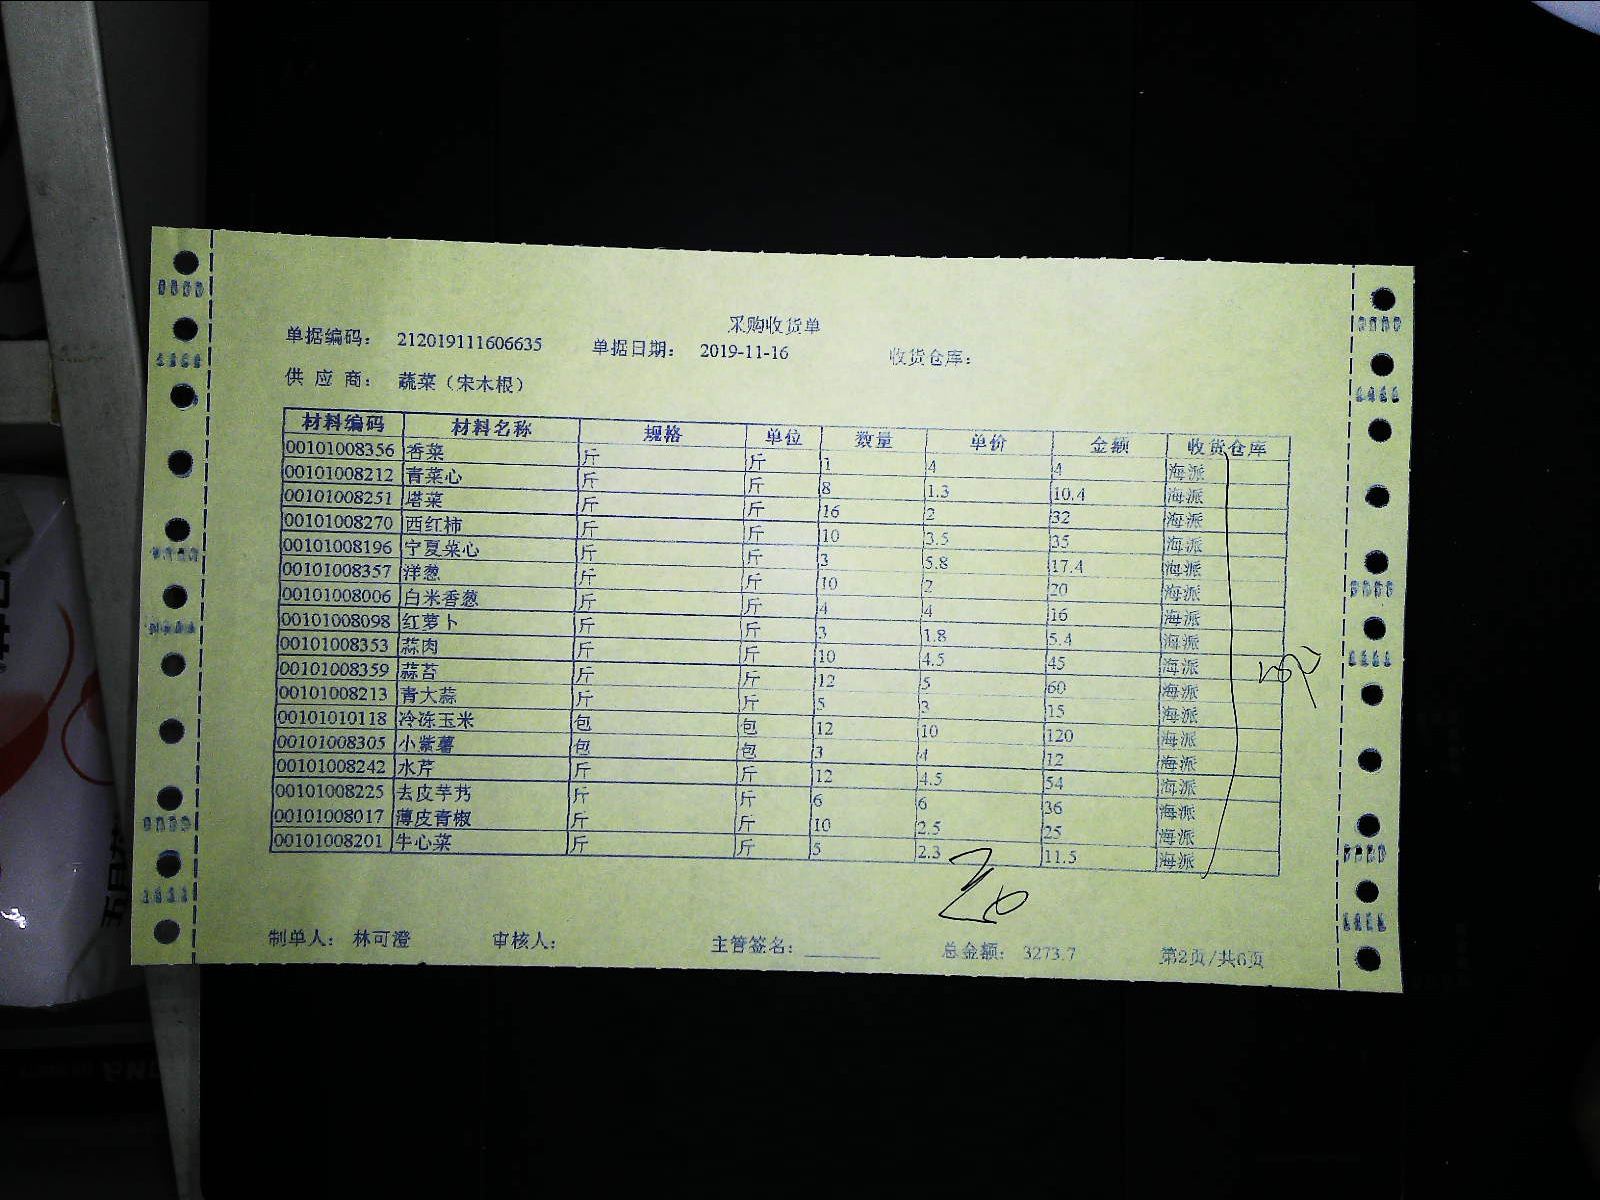 采购收货单
单据编码： 212019111606635 单据日期： 2019-11-16 收货仓库：
供 应 商： 蔬菜（宋木根）
材料编码 材料名称 规格 单位 数量 单价 金额 收货仓库
00101008356 香菜 斤 斤 1 4 4 海派
00101008212 青菜心 斤 斤 8 1.3 10.4 海派
00101008251 塔菜 斤 斤 16 2 32 海派
00101008270 西红柿 斤 斤 10 3.5 35 海派
00101008196 宁夏菜心 斤 斤 3 5.8 17.4 海派
00101008357 洋葱 斤 斤 10 2 20 海派
00101008006 白米香葱 斤 斤 4 4 16 海派
00101008098 红萝卜 斤 斤 3 1.8 5.4 海派
00101008353 蒜肉 斤 斤 10 4.5 45 海派
00101008359 蒜苔 斤 斤 12 5 60 海派
00101008213 青大蒜 斤 斤 5 3 15 海派
00101010118 冷冻玉米 包 包 12 10 120 海派
00101008305 小紫薯 包 包 3 4 12 海派
00101008242 水芹 斤 斤 12 4.5 54 海派
00101008225 去皮芋艿 斤 斤 6 6 36 海派
00101008017 薄皮青椒 斤 斤 10 2.5 25 海派
00101008201 牛心菜 斤 斤 5 2.3 11.5 海派
制单人： 林可澄 审核人： 主管签名： 总金额： 3273.7 第2页/共6页